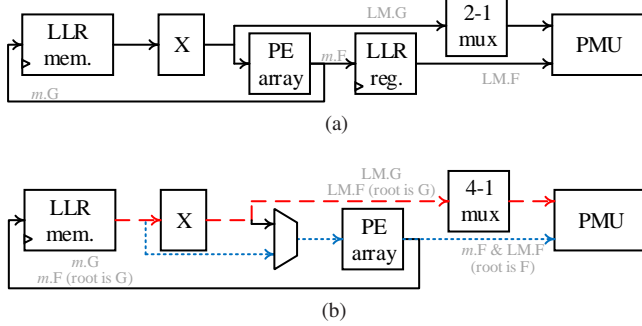 LM.G
2-1
mux
LLR
mem.
X
PE
array
m.F
LLR
reg.
PMU
m.G
LM.F
(a)
LM.G
LM.F (root is G)
LLR
mem.
X
4-1
mux
PE
array
PMU
m.G
m.F (root is G)
m.F & LM.F
(root is F)
(b)